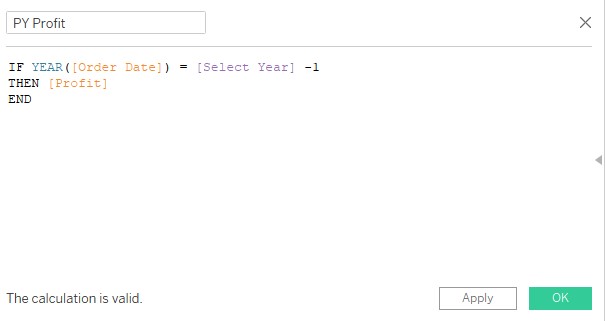 PY Profit
IF YEAR([Order Date]) = [Select Year] -1
THEN [Profit]
END
The calculation is valid.
Apply
OK